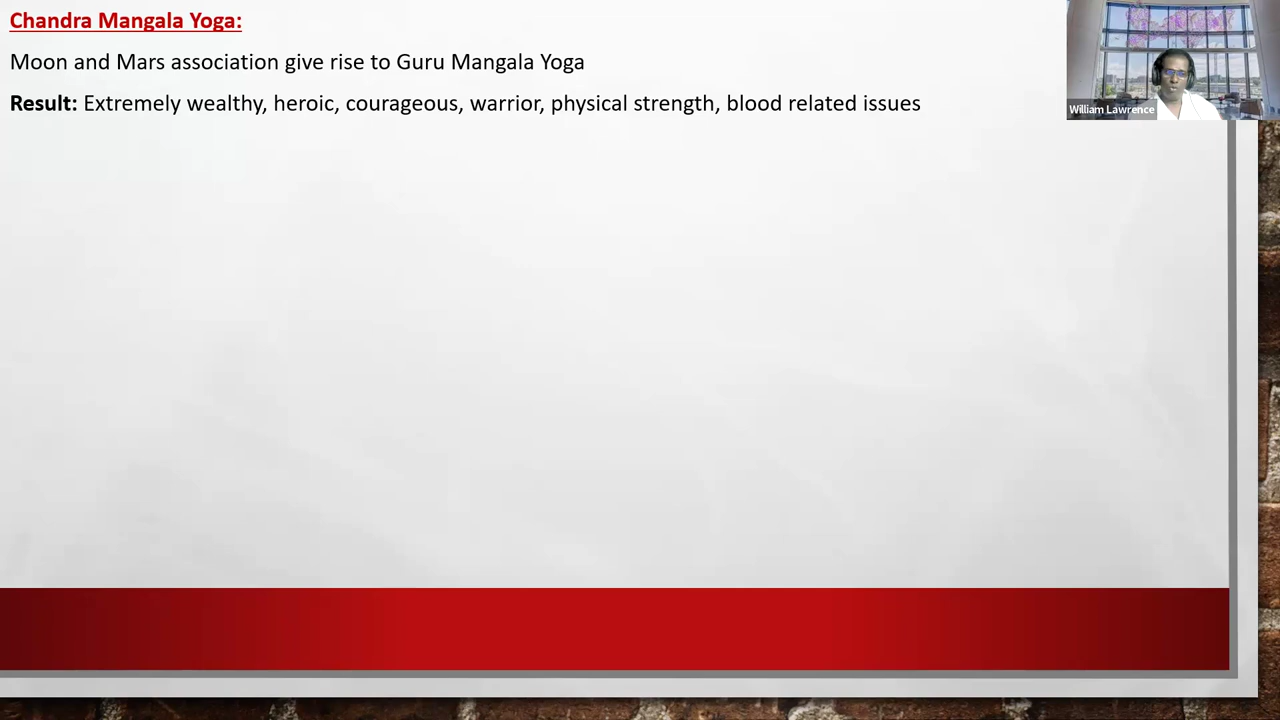 Chandra Mangala Yoga:
Moon and Mars association give rise to Guru Mangala Yoga
Result: Extremely wealthy, heroic, courageous, warrior, physical strength, blood related issues
William Lawrence